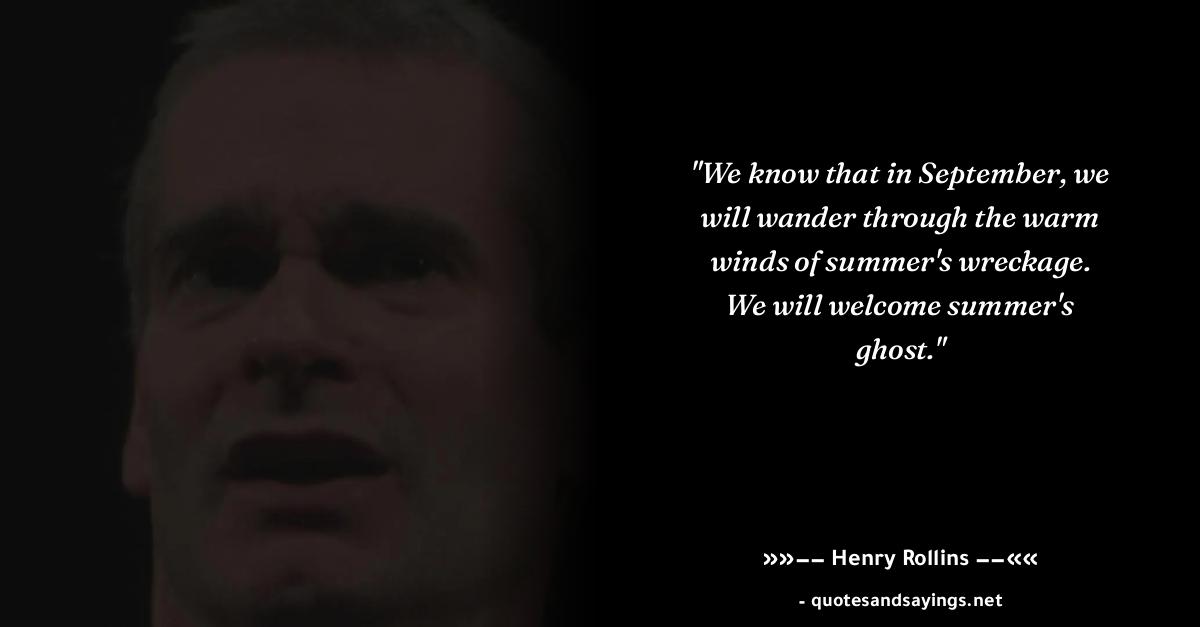 "We know that in September, we
will wander through the warm
winds of summer's wreckage.
We will welcome summer's
ghost."
»»−− Henry Rollins −−««
- quotesandsayings.net